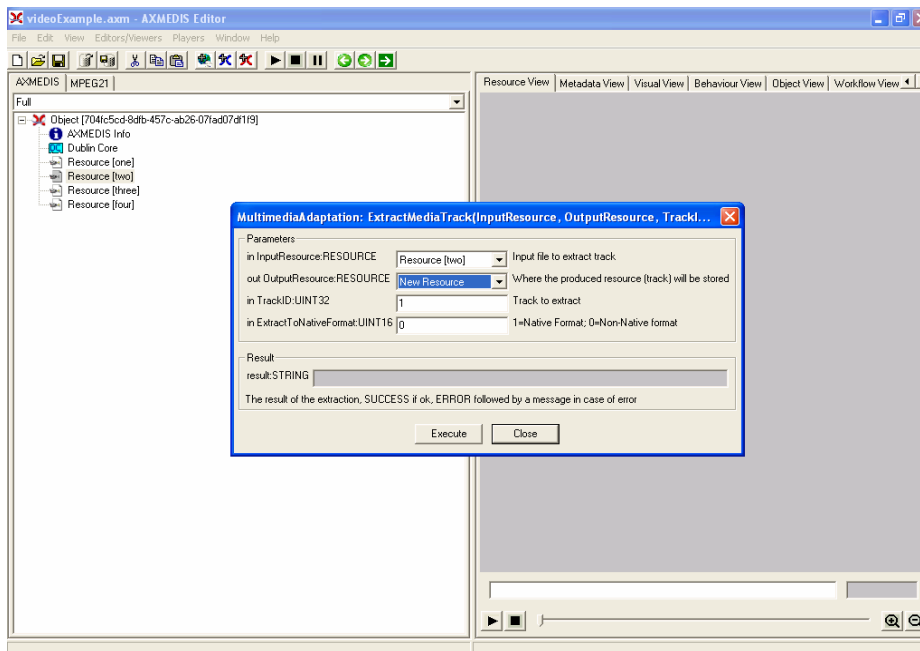 videoExample.axm - AXMEDIS Editor
File Edit View Editors/Viewers Players Window Help
AXMEDIS MPEG21
Full
Object [704fc5cd-8dfb-457c-ab26-07fad07df1f9]
AXMEDIS Info
Dublin Core
Resource [one]
Resource [two]
Resource [three]
Resource [four]
Resource View Metadata View Visual View Behaviour View Object View Workflow View
MultimediaAdaptation: ExtractMediaTrack(InputResource, OutputResource, TrackI...
Parameters
in InputResource:RESOURCE Resource [two] Input file to extract track
out OutputResource:RESOURCE New Resource Where the produced resource (track) will be stored
in TrackID:UINT32 1 Track to extract
in ExtractToNativeFormat:UINT16 0 1=Native Format; 0=Non-Native format
Result
result:STRING
The result of the extraction, SUCCESS if ok, ERROR followed by a message in case of error
Execute Close